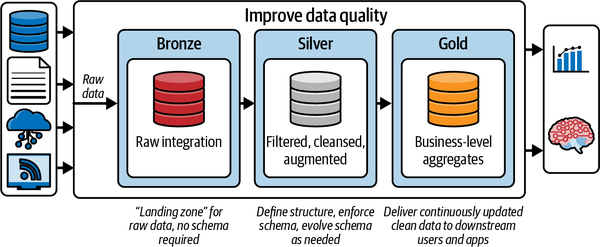 Improve data quality
Raw
data
Bronze
Raw integration
Silver
Filtered, cleansed,
augmented
Gold
Business-level
aggregates
“Landing zone” for
raw data, no schema
required
Define structure, enforce
schema, evolve schema
as needed
Deliver continuously updated
clean data to downstream
users and apps